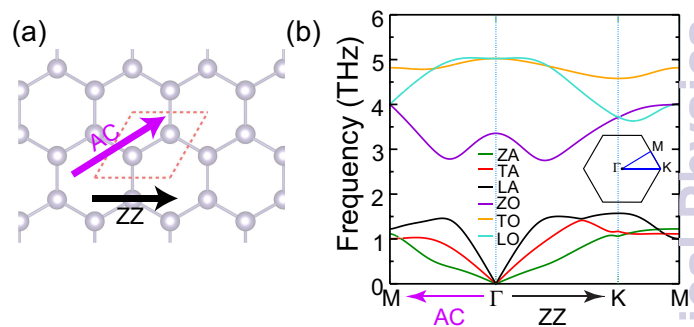 (a)
AC
ZZ
(b)
Frequency (THz)
6
5
4
3
2
1
0
ZA
TA
LA
ZO
TO
LO
M
Γ
K
M
Γ
K
M
AC
ZZ